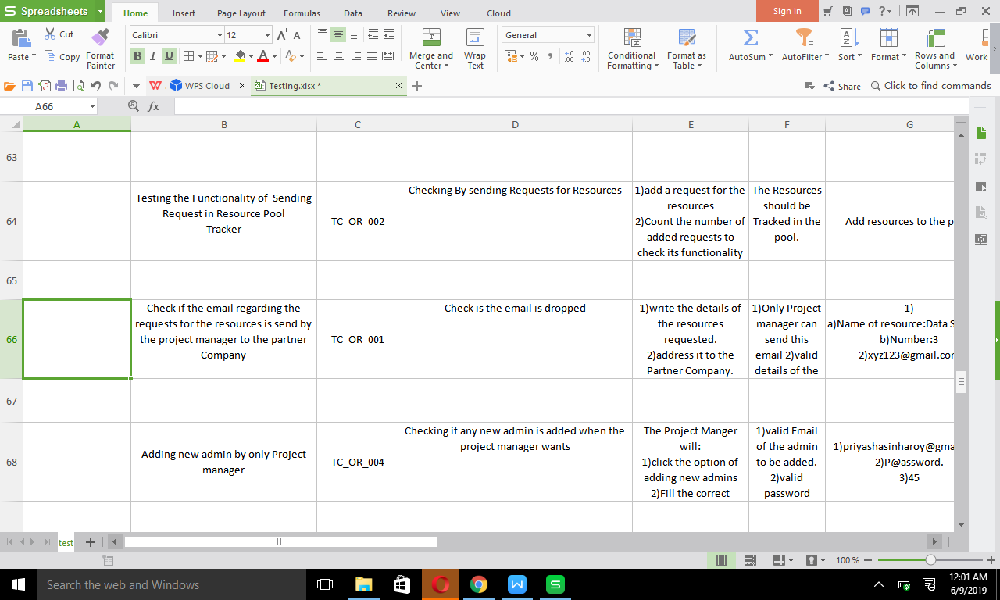 S Spreadsheets
Home Insert Page Layout Formulas Data Review View Cloud
Sign in
Paste
Cut
Copy
Format Painter
Calibri 12
B I U
General
Merge and Center
Wrap Text
Conditional Formatting
Format as Table
AutoSum
AutoFilter
Sort
Format
Rows and Columns
Work
WPS Cloud
Testing.xlsx *
Share
Click to find commands
A66
fx
A B C D E F G
63
64
Testing the Functionality of Sending
Request in Resource Pool
Tracker
TC_OR_002
Checking By sending Requests for Resources
1)add a request for the
resources
2)Count the number of
added requests to
check its functionality
The Resources
should be
Tracked in the
pool.
Add resources to the p
65
66
Check if the email regarding the
requests for the resources is send by
the project manager to the partner
Company
TC_OR_001
Check is the email is dropped
1)write the details of
the resources
requested.
2)address it to the
Partner Company.
1)Only Project
manager can
send this
email 2)valid
details of the
1)
a)Name of resource:Data S
b)Number:3
2)xyz123@gmail.co
67
68
Adding new admin by only Project
manager
TC_OR_004
Checking if any new admin is added when the
project manager wants
The Project Manger
will:
1)click the option of
adding new admins
2)Fill the correct
1)valid Email
of the admin
to be added.
2)valid
password
1)priyashasinharoy@gma
2)P@assword.
3)45
test
100 %
Search the web and Windows
12:01 AM
6/9/2019